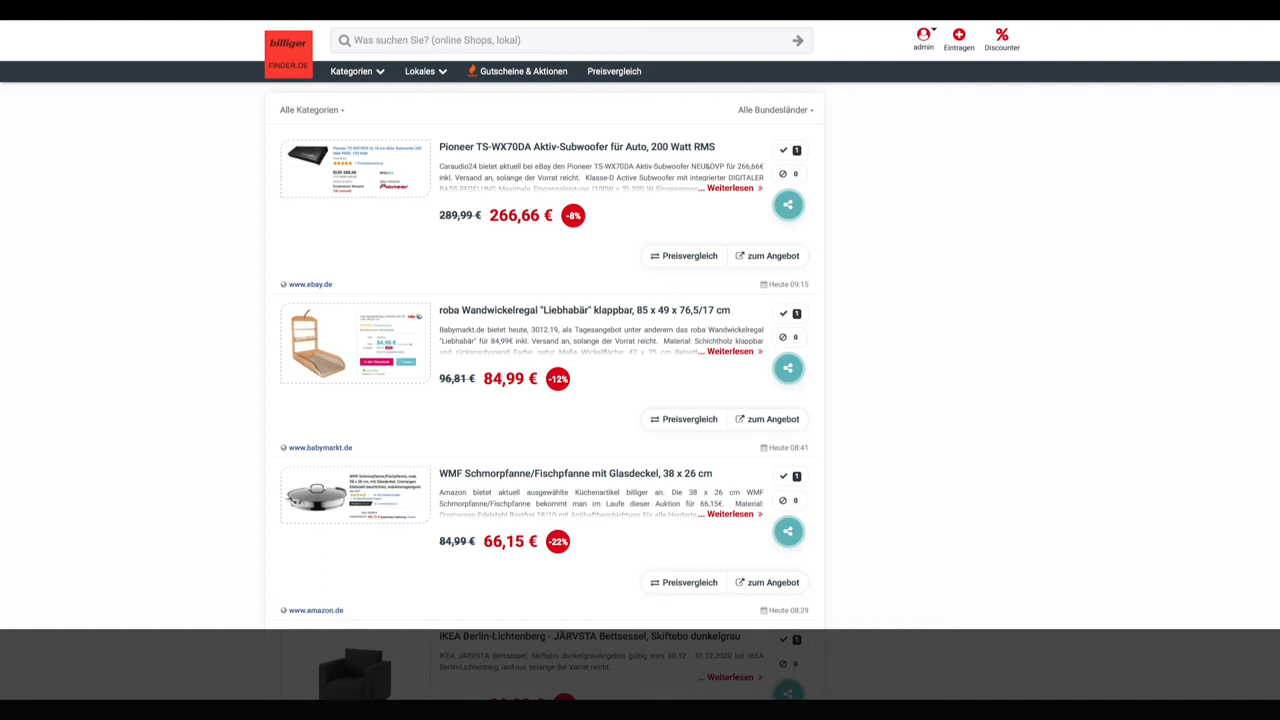 billiger
FINDER.DE
Was suchen Sie? (online Shops, lokal)
admin
Eintragen
Discounter
Kategorien
Lokales
Gutscheine & Aktionen
Preisvergleich
Alle Kategorien
Alle Bundesländer
Pioneer TS-WX70DA Aktiv-Subwoofer für Auto, 200 Watt RMS
1
Caraudio24 bietet aktuell bei eBay den Pioneer TS-WX70DA Aktiv-Subwoofer NEU&OVP für 266,66€
inkl. Versand an, solange der Vorrat reicht. Klasse-D Active Subwoofer mit integrierter DIGITALER
0
... Weiterlesen »
289,99 € 266,66 € -8%
Preisvergleich
zum Angebot
www.ebay.de
Heute 09:15
roba Wandwickelregal "Liebhabär" klappbar, 85 x 49 x 76,5/17 cm
1
Babymarkt.de bietet heute, 3012.19, als Tagesangebot unter anderem das roba Wandwickelregal
"Liebhabär" für 84,99€ inkl. Versand an, solange der Vorrat reicht. Material: Schichtholz klappbar
0
... Weiterlesen »
96,81 € 84,99 € -12%
Preisvergleich
zum Angebot
www.babymarkt.de
Heute 08:41
WMF Schmorpfanne/Fischpfanne mit Glasdeckel, 38 x 26 cm
1
Amazon bietet aktuell ausgewählte Küchenartikel billiger an. Die 38 x 26 cm WMF
Schmorpfanne/Fischpfanne bekommt man im Laufe dieser Auktion für 66,15€. Material:
0
... Weiterlesen »
84,99 € 66,15 € -22%
Preisvergleich
zum Angebot
www.amazon.de
Heute 08:29
IKEA Berlin-Lichtenberg - JÄRVSTA Bettsessel, Skiftebo dunkelgrau
1
IKEA JÄRVSTA Bettsessel, Skiftebo dunkelgrauAngebot gültig vom 30.12 - 31.12.2020 bei IKEA
Berlin-Lichtenberg, und nur, solange der Vorrat reicht.
0
... Weiterlesen »